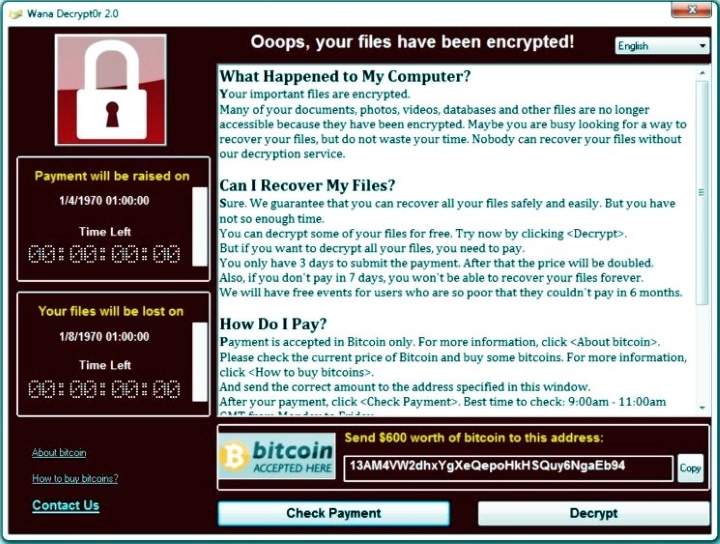 Wana Decrypt0r 2.0
Ooops, your files have been encrypted!
English
Payment will be raised on
1/4/1970 01:00:00
Time Left
00:00:00:00
Your files will be lost on
1/8/1970 01:00:00
Time Left
00:00:00:00
About bitcoin
How to buy bitcoins?
Contact Us
What Happened to My Computer?
Your important files are encrypted.
Many of your documents, photos, videos, databases and other files are no longer
accessible because they have been encrypted. Maybe you are busy looking for a way to
recover your files, but do not waste your time. Nobody can recover your files without
our decryption service.
Can I Recover My Files?
Sure. We guarantee that you can recover all your files safely and easily. But you have
not so enough time.
You can decrypt some of your files for free. Try now by clicking <Decrypt>.
But if you want to decrypt all your files, you need to pay.
You only have 3 days to submit the payment. After that the price will be doubled.
Also, if you don't pay in 7 days, you won't be able to recover your files forever.
We will have free events for users who are so poor that they couldn't pay in 6 months.
How Do I Pay?
Payment is accepted in Bitcoin only. For more information, click <About bitcoin>.
Please check the current price of Bitcoin and buy some bitcoins. For more information,
click <How to buy bitcoins>.
And send the correct amount to the address specified in this window.
After your payment, click <Check Payment>. Best time to check: 9:00am - 11:00am
GMT from Monday to Friday
bitcoin
ACCEPTED HERE
Send $600 worth of bitcoin to this address:
13AM4VW2dhxYgXeQepoHkHSQuy6NgaEb94
Copy
Check Payment
Decrypt